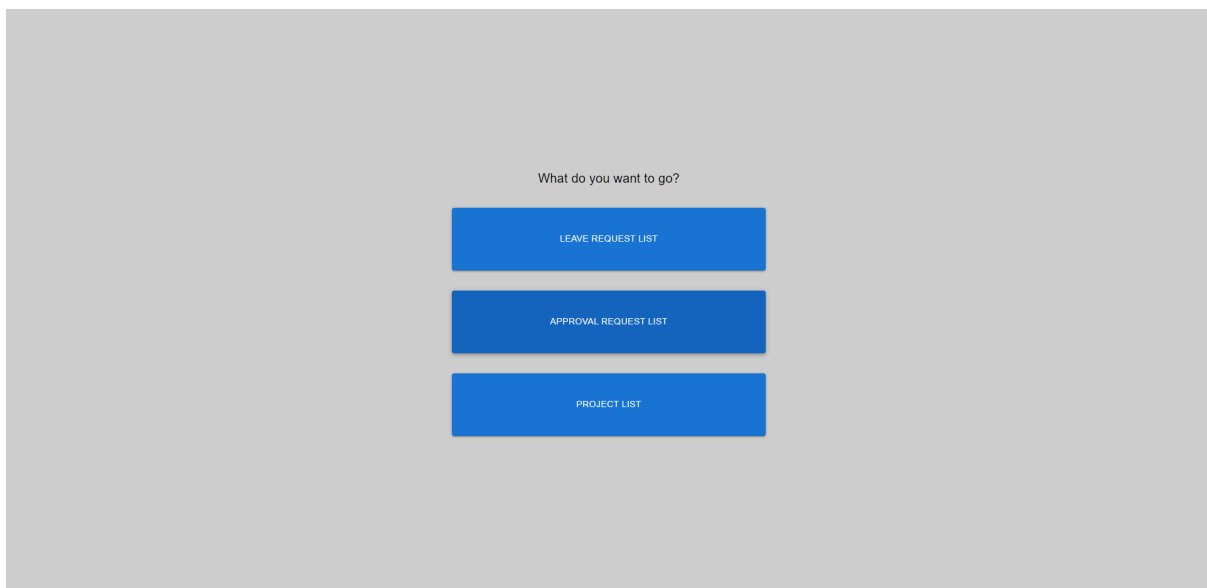 What do you want to go?
LEAVE REQUEST LIST
APPROVAL REQUEST LIST
PROJECT LIST